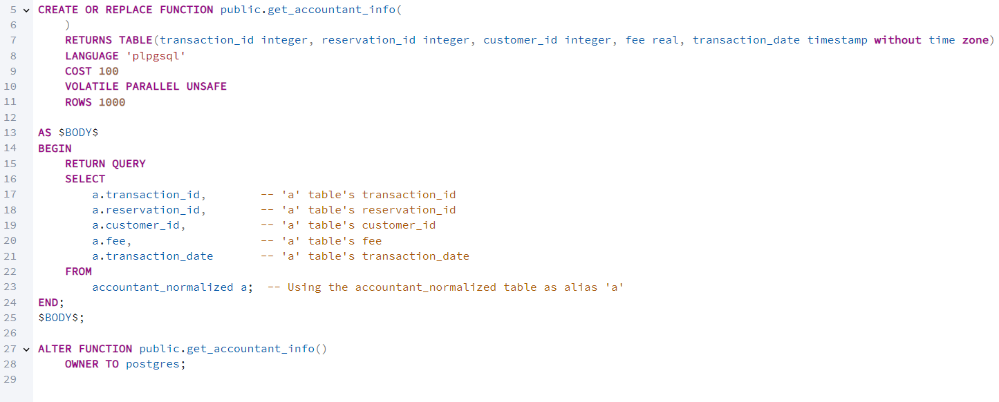 5 CREATE OR REPLACE FUNCTION public.get_accountant_info(
6 )
7 RETURNS TABLE(transaction_id integer, reservation_id integer, customer_id integer, fee real, transaction_date timestamp without time zone)
8 LANGUAGE 'plpgsql'
9 COST 100
10 VOLATILE PARALLEL UNSAFE
11 ROWS 1000
12
13 AS $BODY$
14 BEGIN
15 RETURN QUERY
16 SELECT
17 a.transaction_id, -- 'a' table's transaction_id
18 a.reservation_id, -- 'a' table's reservation_id
19 a.customer_id, -- 'a' table's customer_id
20 a.fee, -- 'a' table's fee
21 a.transaction_date -- 'a' table's transaction_date
22 FROM
23 accountant_normalized a; -- Using the accountant_normalized table as alias 'a'
24 END;
25 $BODY$;
26
27 ALTER FUNCTION public.get_accountant_info()
28 OWNER TO postgres;
29